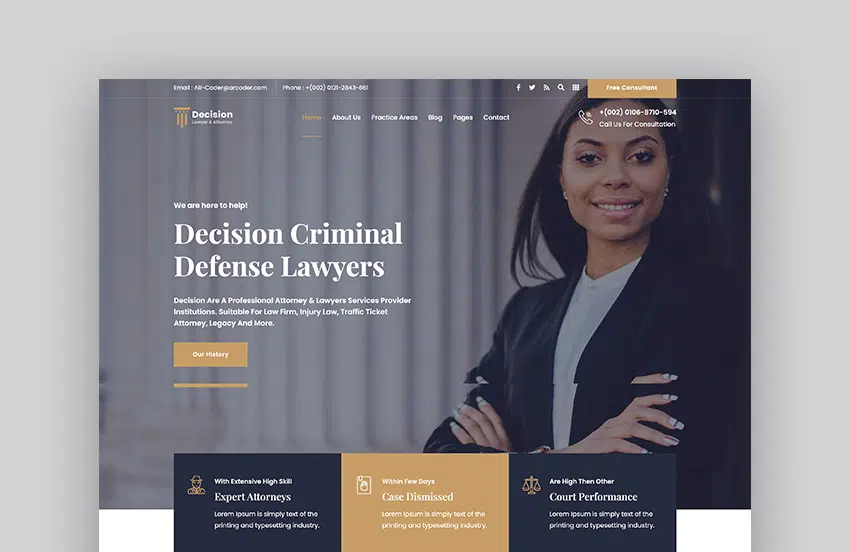 Email : AR-Coder@arcoder.com
Phone : +(002) 0121-2843-661
Free Consultant
Decision
Lawyer & Attorney
Home
About Us
Practice Areas
Blog
Pages
Contact
+(002) 0106-8710-594
Call Us For Consultation
We are here to help!
Decision Criminal
Defense Lawyers
Decision Are A Professional Attorney & Lawyers Services Provider
Institutions. Suitable For Law Firm, Injury Law, Traffic Ticket
Attorney, Legacy And More.
Our History
With Extensive High Skill
Expert Attorneys
Lorem Ipsum is simply text of the
printing and typesetting industry.
Within Few Days
Case Dismissed
Lorem Ipsum is simply text of the
printing and typesetting industry.
Are High Then Other
Court Performance
Lorem Ipsum is simply text of the
printing and typesetting industry.